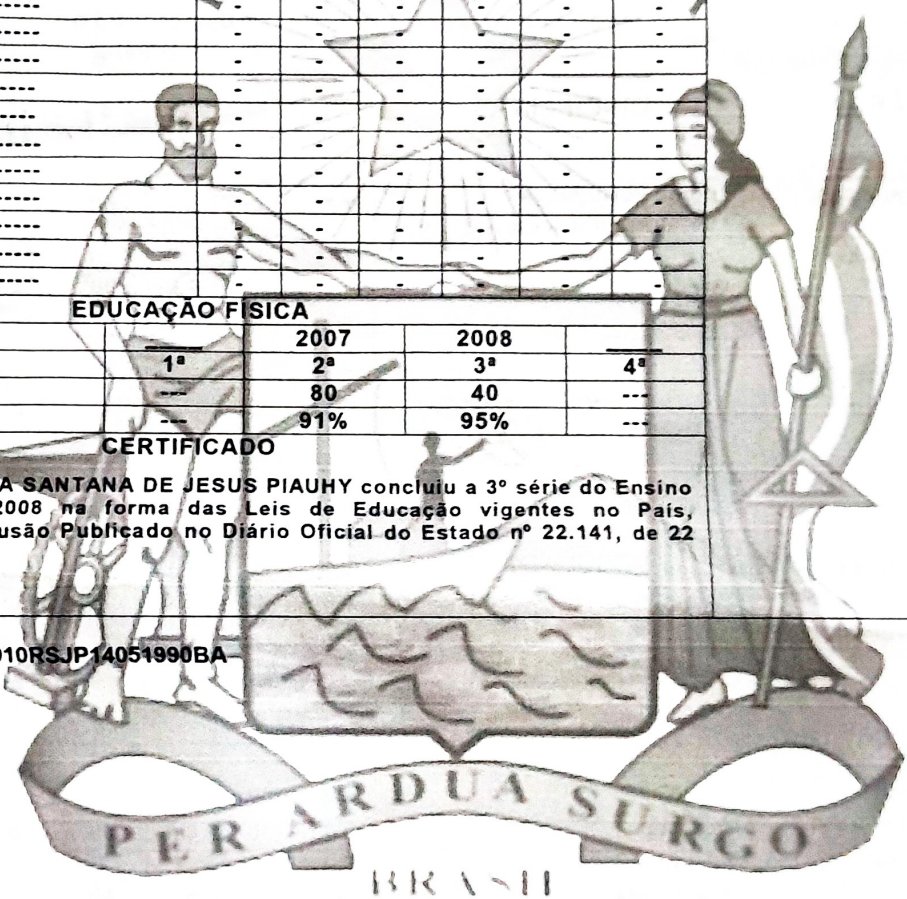 EDUCAÇÃO FÍSICA
2007 2008
1ª 2ª 3ª 4ª
--- 80 40 ---
--- 91% 95% ---
CERTIFICADO
A SANTANA DE JESUS PIAUHY concluiu a 3º série do Ensino
2008 na forma das Leis de Educação vigentes no País,
usão Publicado no Diário Oficial do Estado nº 22.141, de 22
010RSJP14051990BA
PER ARDUA SURGO
BRASIL